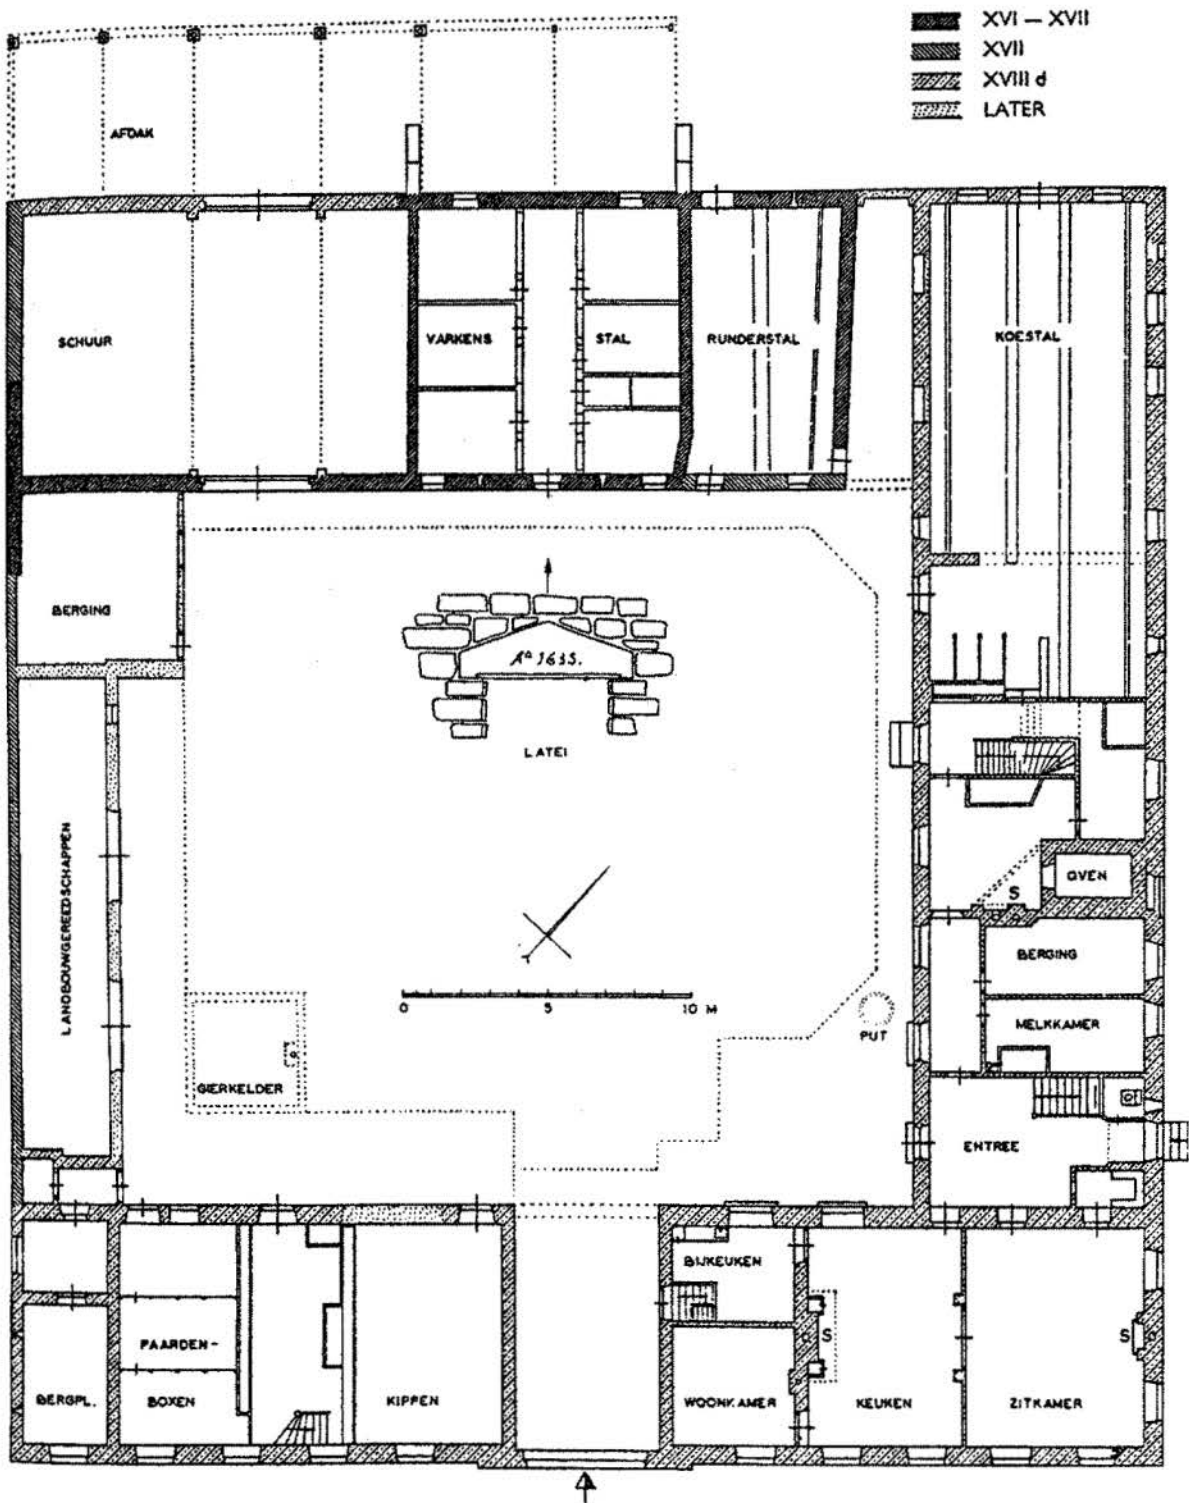 XVI — XVII
XVII
XVIII d
LATER
AFDAK
SCHUUR
VARKENS
STAL
RUNDERSTAL
KOESTAL
BERGING
Aº 1635.
LATEI
LANDBOUWGEREEDSCHAPPEN
OVEN
S
BERGING
0 5 10 M
MELKKAMER
PUT
GIERKELDER
ENTREE
BIJKEUKEN
PAARDEN-
S
S
BERGPL.
BOXEN
KIPPEN
WOONKAMER
KEUKEN
ZITKAMER